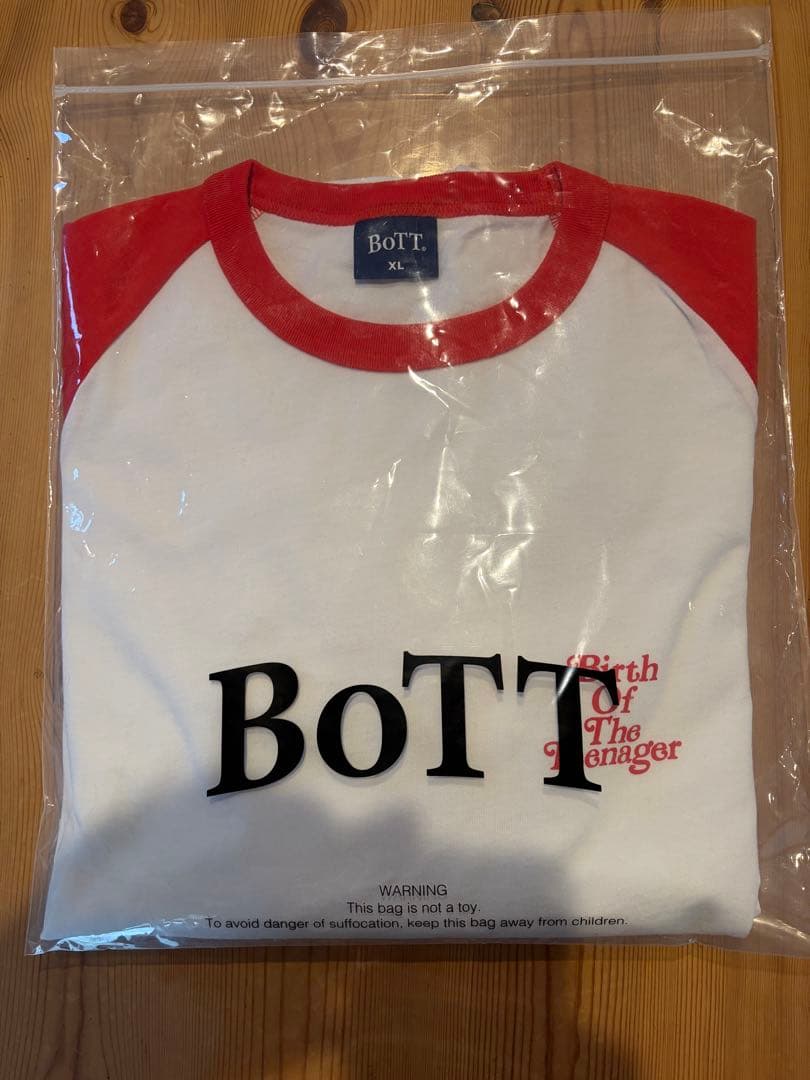 BoTT.
XL
BoTT
Birth
Of
The
Teenager
WARNING
This bag is not a toy.
To avoid danger of suffocation, keep this bag away from children.